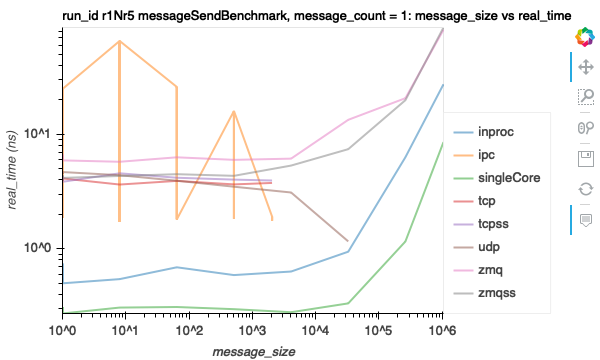 run_id r1Nr5 messageSendBenchmark, message_count = 1: message_size vs real_time
real_time (ns)
10^1
10^0
10^0 10^1 10^2 10^3 10^4 10^5 10^6
message_size
inproc
ipc
singleCore
tcp
tcpss
udp
zmq
zmqss